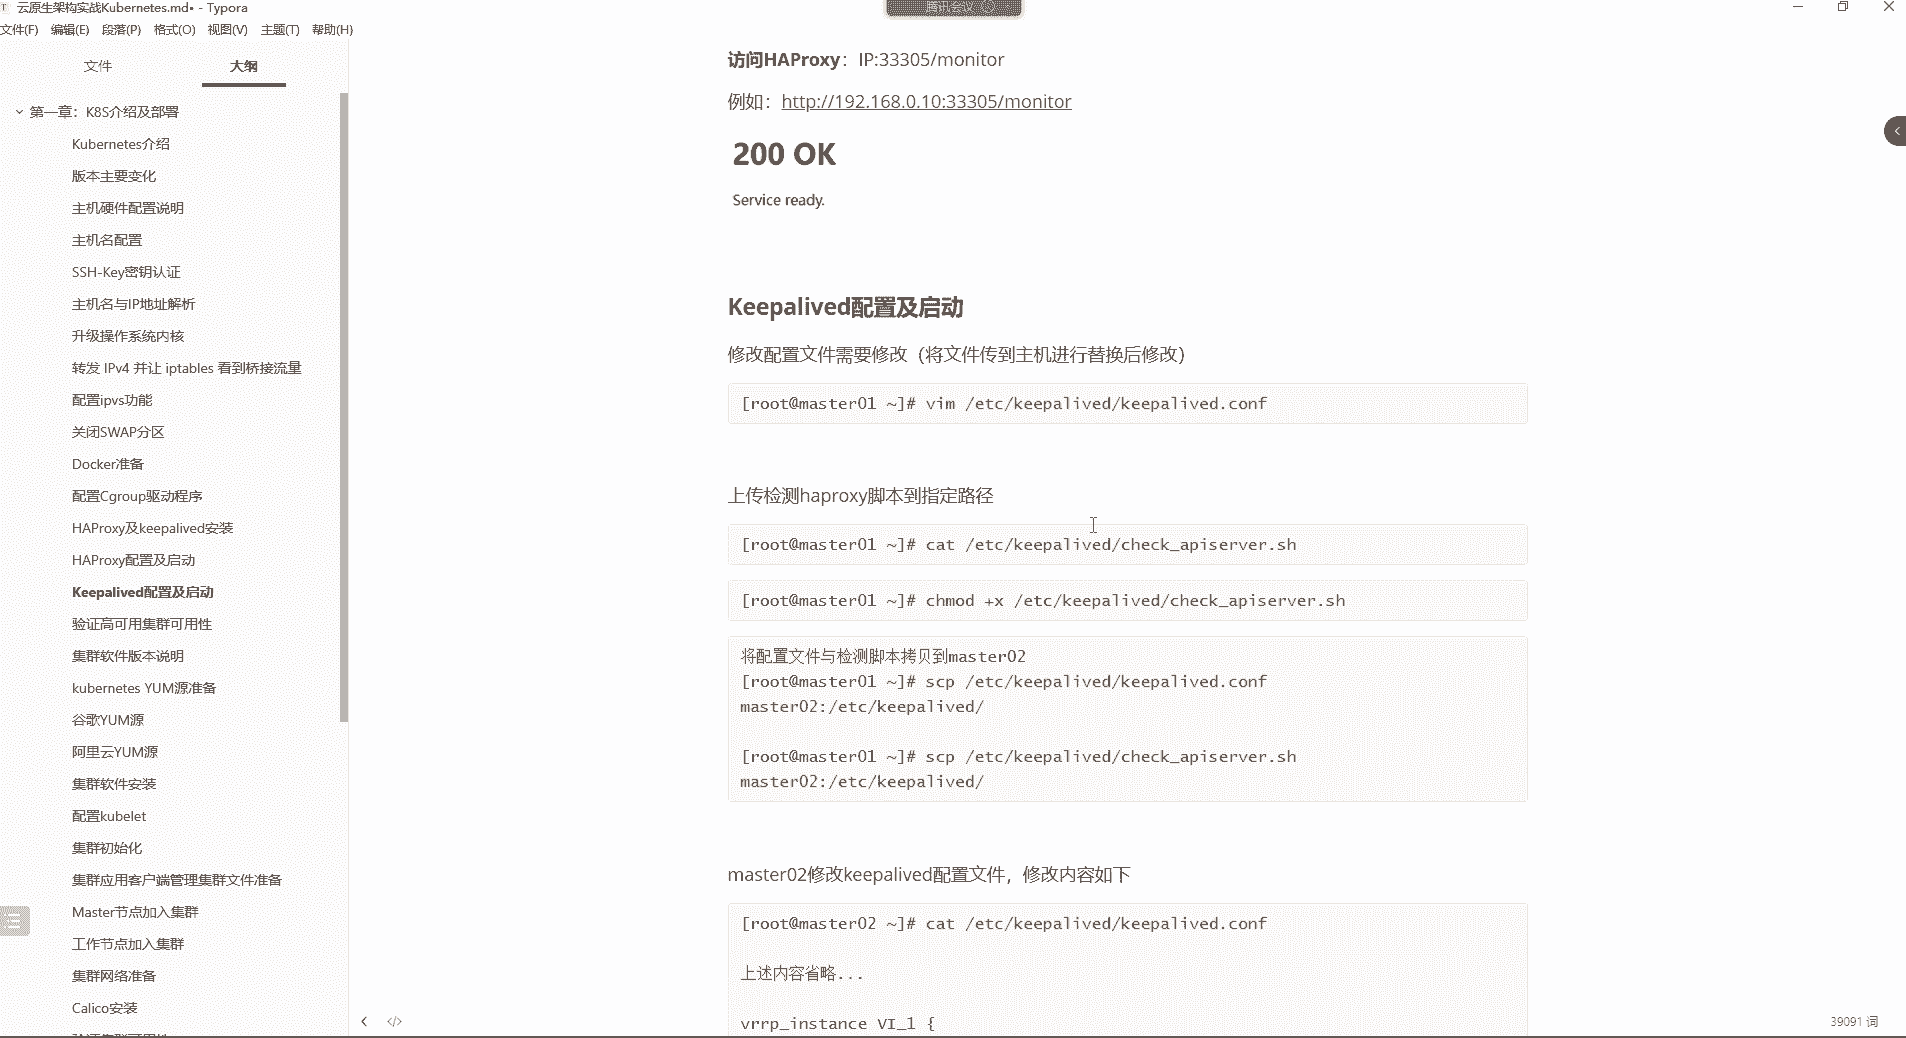 云原生架构实战Kubernetes.md• - Typora
腾讯会议
文件(F) 编辑(E) 段落(P) 格式(O) 视图(V) 主题(T) 帮助(H)
文件 大纲
第一章：K8S介绍及部署
Kubernetes介绍
版本主要变化
主机硬件配置说明
主机名配置
SSH-Key密钥认证
主机名与IP地址解析
升级操作系统内核
转发 IPv4 并让 iptables 看到桥接流量
配置ipvs功能
关闭SWAP分区
Docker准备
配置Cgroup驱动程序
HAProxy及keepalived安装
HAProxy配置及启动
Keepalived配置及启动
验证高可用集群可用性
集群软件版本说明
kubernetes YUM源准备
谷歌YUM源
阿里云YUM源
集群软件安装
配置kubelet
集群初始化
集群应用客户端管理集群文件准备
Master节点加入集群
工作节点加入集群
集群网络准备
Calico安装
访问HAProxy：IP:33305/monitor
例如：http://192.168.0.10:33305/monitor
200 OK
Service ready.
Keepalived配置及启动
修改配置文件需要修改（将文件传到主机进行替换后修改）
[root@master01 ~]# vim /etc/keepalived/keepalived.conf
上传检测haproxy脚本到指定路径
[root@master01 ~]# cat /etc/keepalived/check_apiserver.sh
[root@master01 ~]# chmod +x /etc/keepalived/check_apiserver.sh
将配置文件与检测脚本拷贝到master02
[root@master01 ~]# scp /etc/keepalived/keepalived.conf
master02:/etc/keepalived/
[root@master01 ~]# scp /etc/keepalived/check_apiserver.sh
master02:/etc/keepalived/
master02修改keepalived配置文件，修改内容如下
[root@master02 ~]# cat /etc/keepalived/keepalived.conf
上述内容省略...
vrrp_instance VI_1 {
39091 词